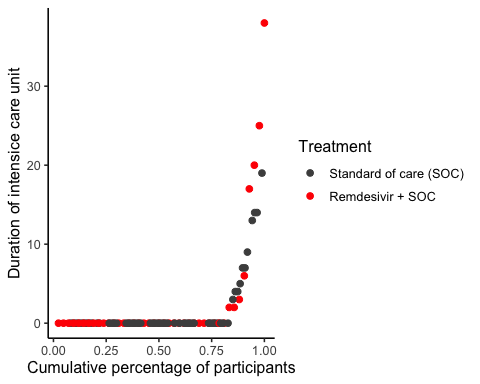 Duration of intensice care unit
30
20
10
0
0.00 0.25 0.50 0.75 1.00
Cumulative percentage of participants
Treatment
Standard of care (SOC)
Remdesivir + SOC